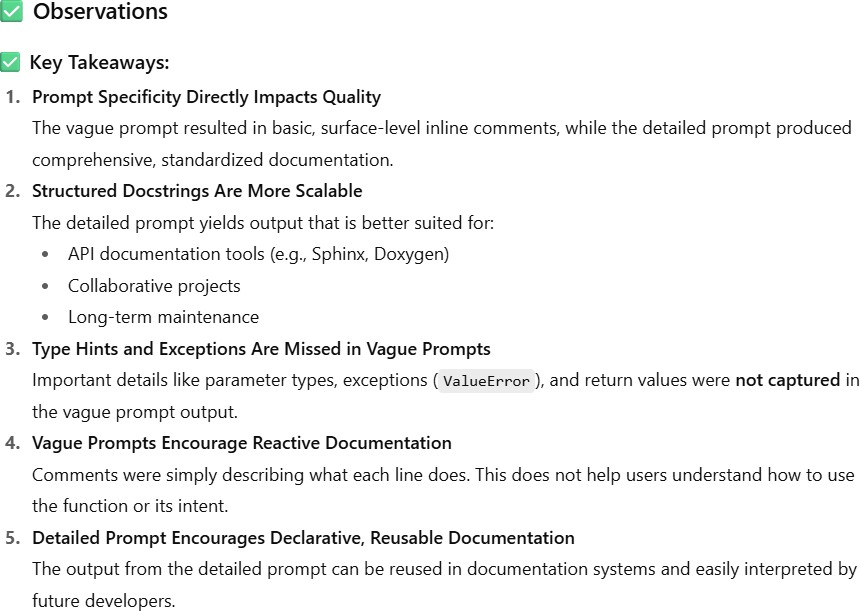 ✅ Observations
✅ Key Takeaways:
1. Prompt Specificity Directly Impacts Quality
The vague prompt resulted in basic, surface-level inline comments, while the detailed prompt produced
comprehensive, standardized documentation.
2. Structured Docstrings Are More Scalable
The detailed prompt yields output that is better suited for:
• API documentation tools (e.g., Sphinx, Doxygen)
• Collaborative projects
• Long-term maintenance
3. Type Hints and Exceptions Are Missed in Vague Prompts
Important details like parameter types, exceptions (ValueError), and return values were not captured in
the vague prompt output.
4. Vague Prompts Encourage Reactive Documentation
Comments were simply describing what each line does. This does not help users understand how to use
the function or its intent.
5. Detailed Prompt Encourages Declarative, Reusable Documentation
The output from the detailed prompt can be reused in documentation systems and easily interpreted by
future developers.